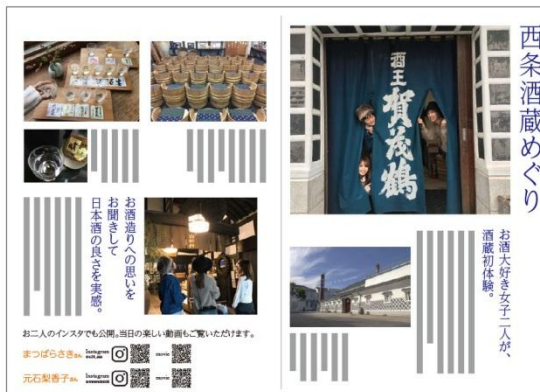 西条酒蔵めぐり
酒王
賀茂鶴
お酒大好き女子二人が、
酒蔵初体験。
お酒造りへの思いを
お聞きして
日本酒の良さを実感。
お二人のインスタでも公開。当日の楽しい動画もご覧いただけます。
まつばらさきさん Instagram movie
元石梨香子さん Instagram movie